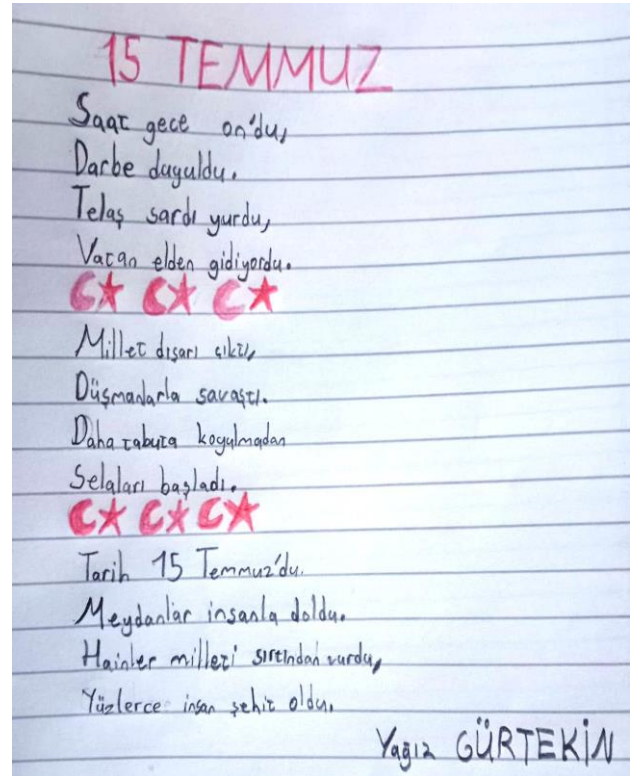 15 TEMMUZ
Saat gece on'du,
Darbe duyuldu.
Telaş sardı yurdu,
Vatan elden gidiyordu.
Millet dışarı çıktı,
Düşmanlarla savaştı.
Daha tabuta koyulmadan
Selaları başladı.
Tarih 15 Temmuz'du.
Meydanlar insanla doldu.
Hainler milleti sırtından vurdu,
Yüzlerce insan şehit oldu.
Yağız GÜRTEKİN